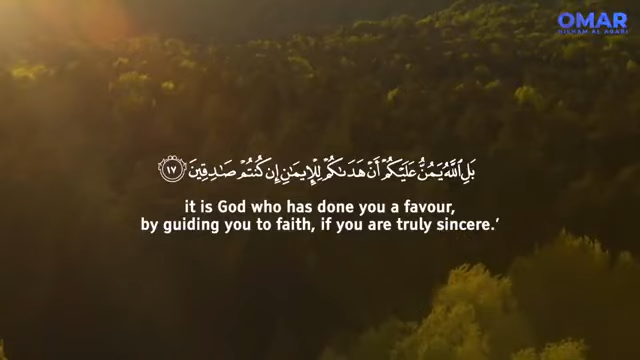 OMAR
HISHAM AL ARABI
بَلِ ٱللَّهُ يَمُنُّ عَلَيْكُمْ أَنْ هَدَىٰكُمْ لِلْإِيمَٰنِ إِن كُنتُمْ صَٰدِقِينَ ١٧
it is God who has done you a favour,
by guiding you to faith, if you are truly sincere.’